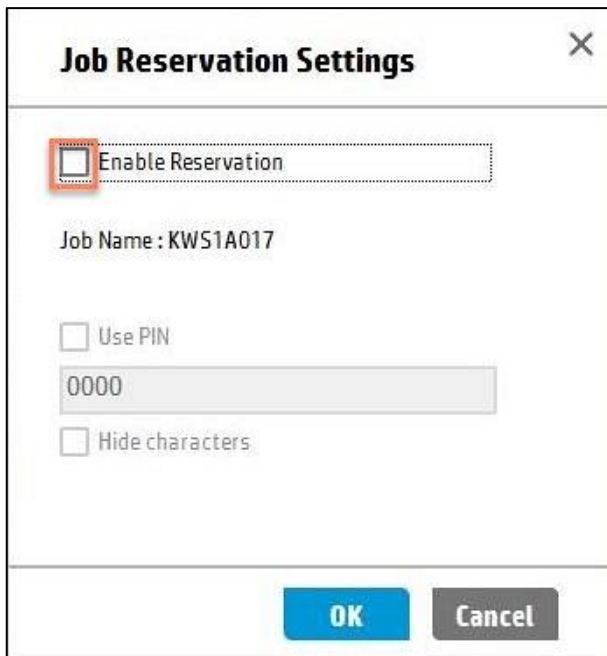 Job Reservation Settings
Enable Reservation
Job Name : KWS1A017
Use PIN
0000
Hide characters
OK
Cancel